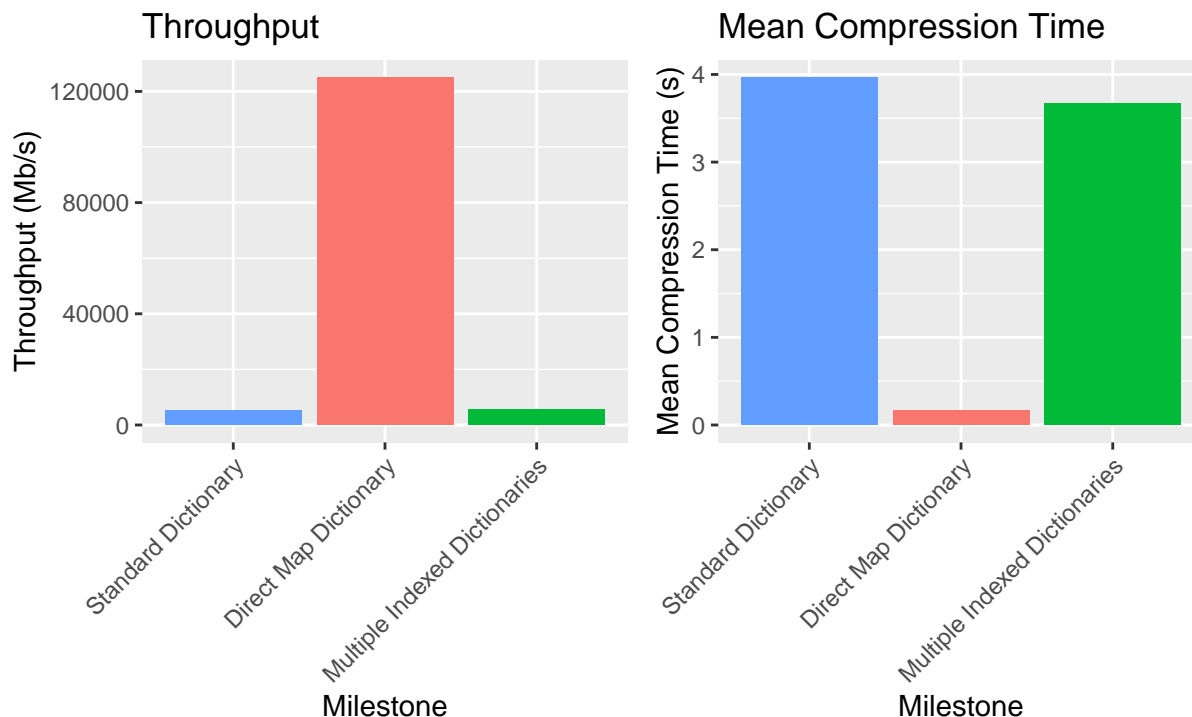 Throughput
Throughput (Mb/s)
120000
80000
40000
0
Standard Dictionary
Direct Map Dictionary
Multiple Indexed Dictionaries
Milestone
Mean Compression Time
Mean Compression Time (s)
4
3
2
1
0
Standard Dictionary
Direct Map Dictionary
Multiple Indexed Dictionaries
Milestone